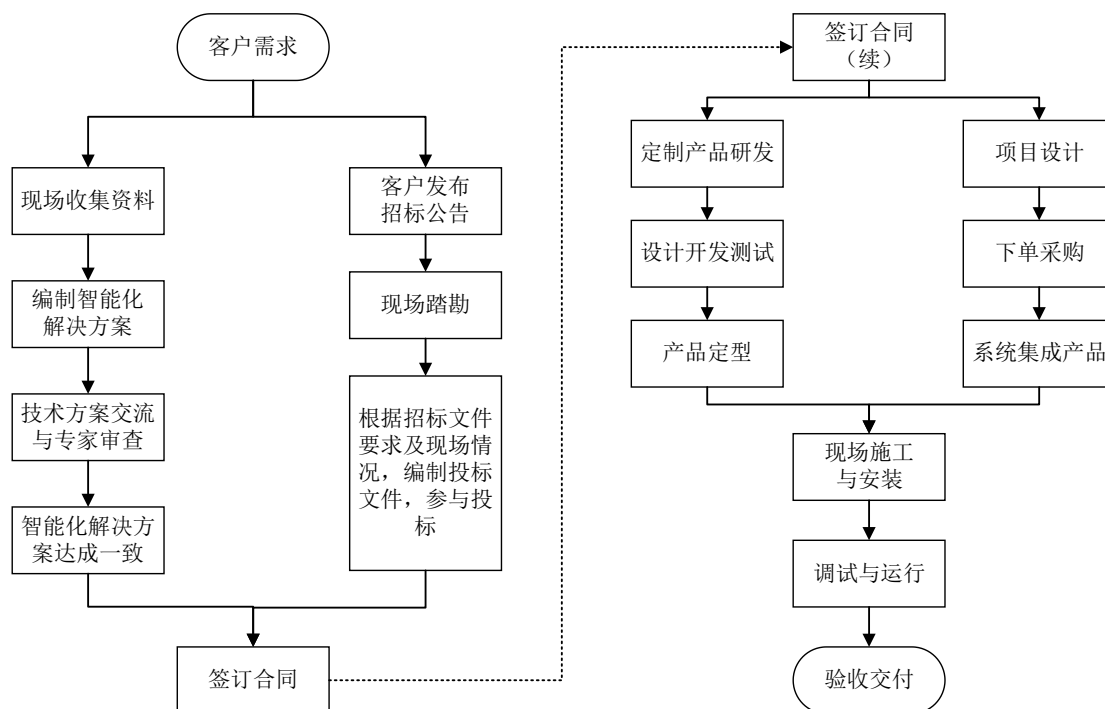 客户需求
现场收集资料
编制智能化
解决方案
技术方案交流
与专家审查
智能化解决方
案达成一致
客户发布
招标公告
现场踏勘
根据招标文件
要求及现场情
况，编制投标
文件，参与投
标
签订合同
签订合同
（续）
定制产品研发
设计开发测试
产品定型
项目设计
下单采购
系统集成产品
现场施工
与安装
调试与运行
验收交付